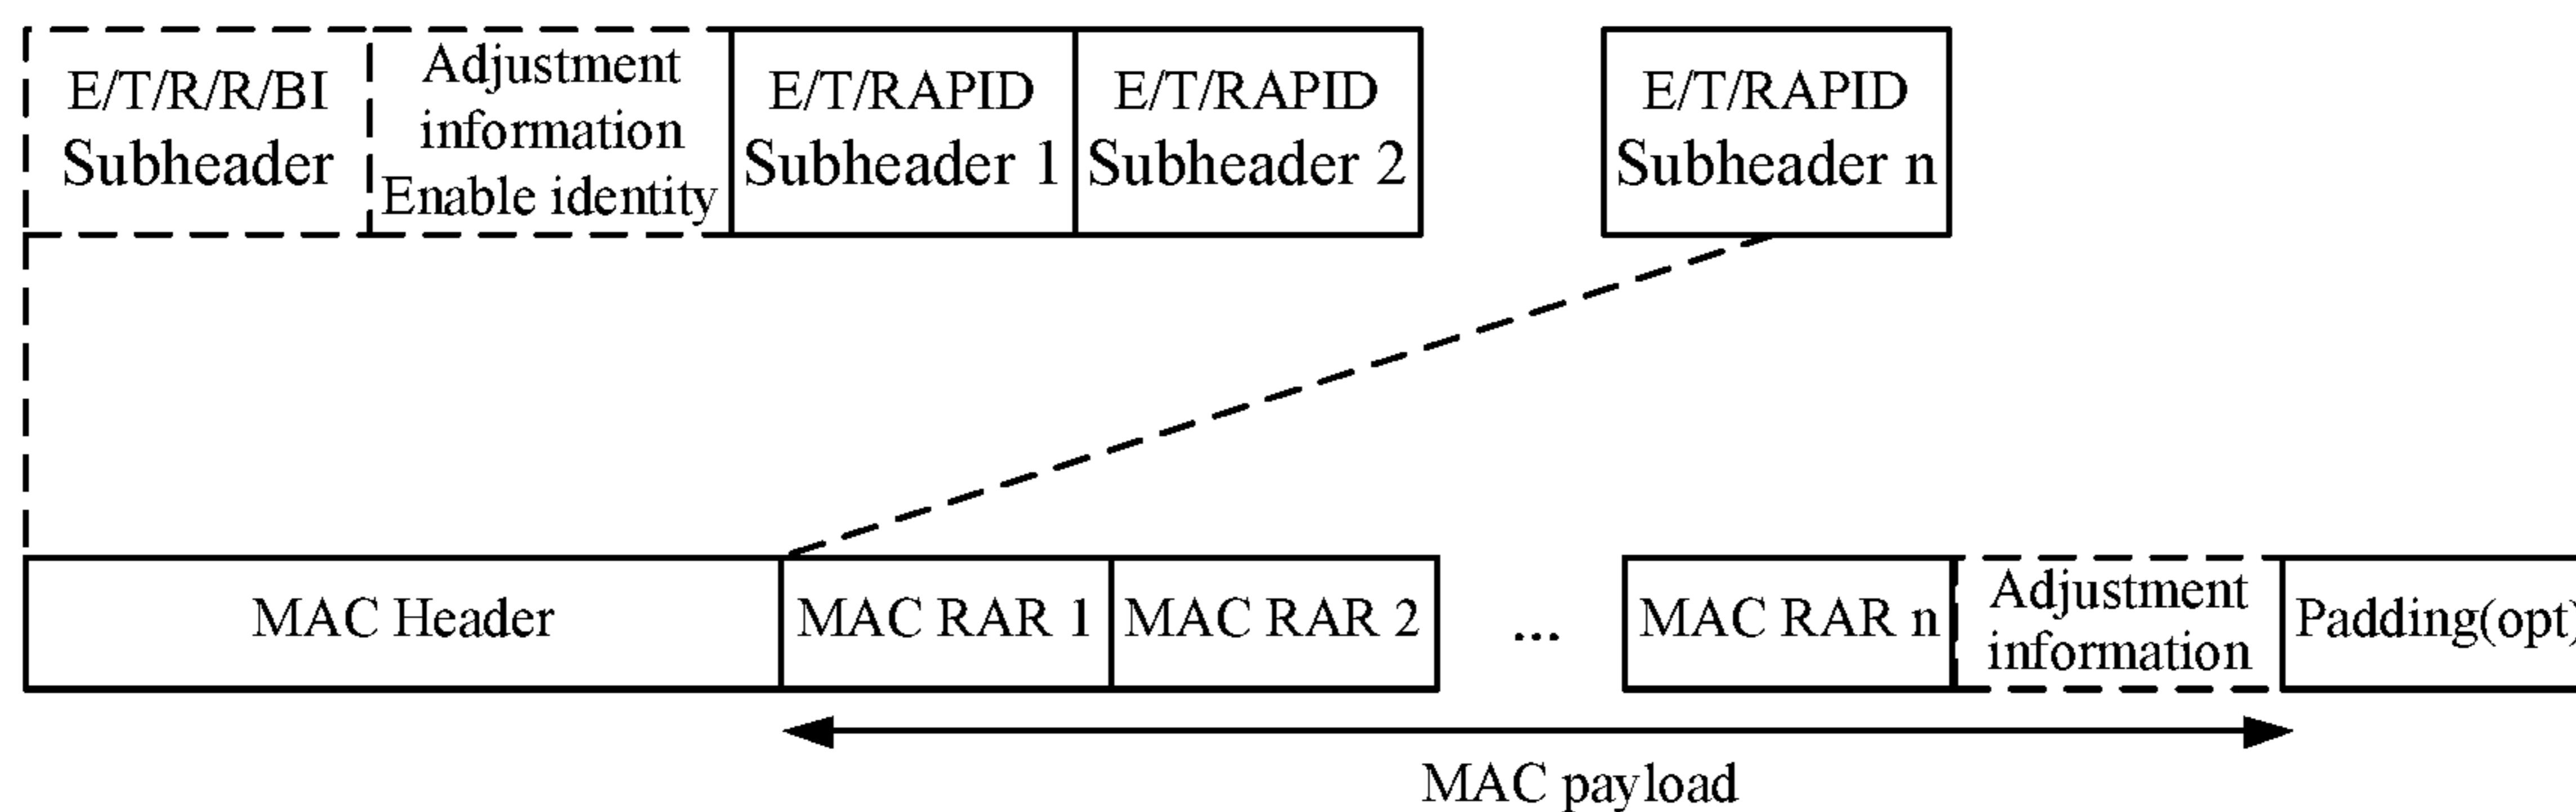 E/T/R/R/BI
Subheader
Adjustment
information
Enable identity
E/T/RAPID
Subheader 1
E/T/RAPID
Subheader 2
E/T/RAPID
Subheader n
MAC Header
MAC RAR 1
MAC RAR 2
...
MAC RAR n
Adjustment
information
Padding(opt)
MAC payload